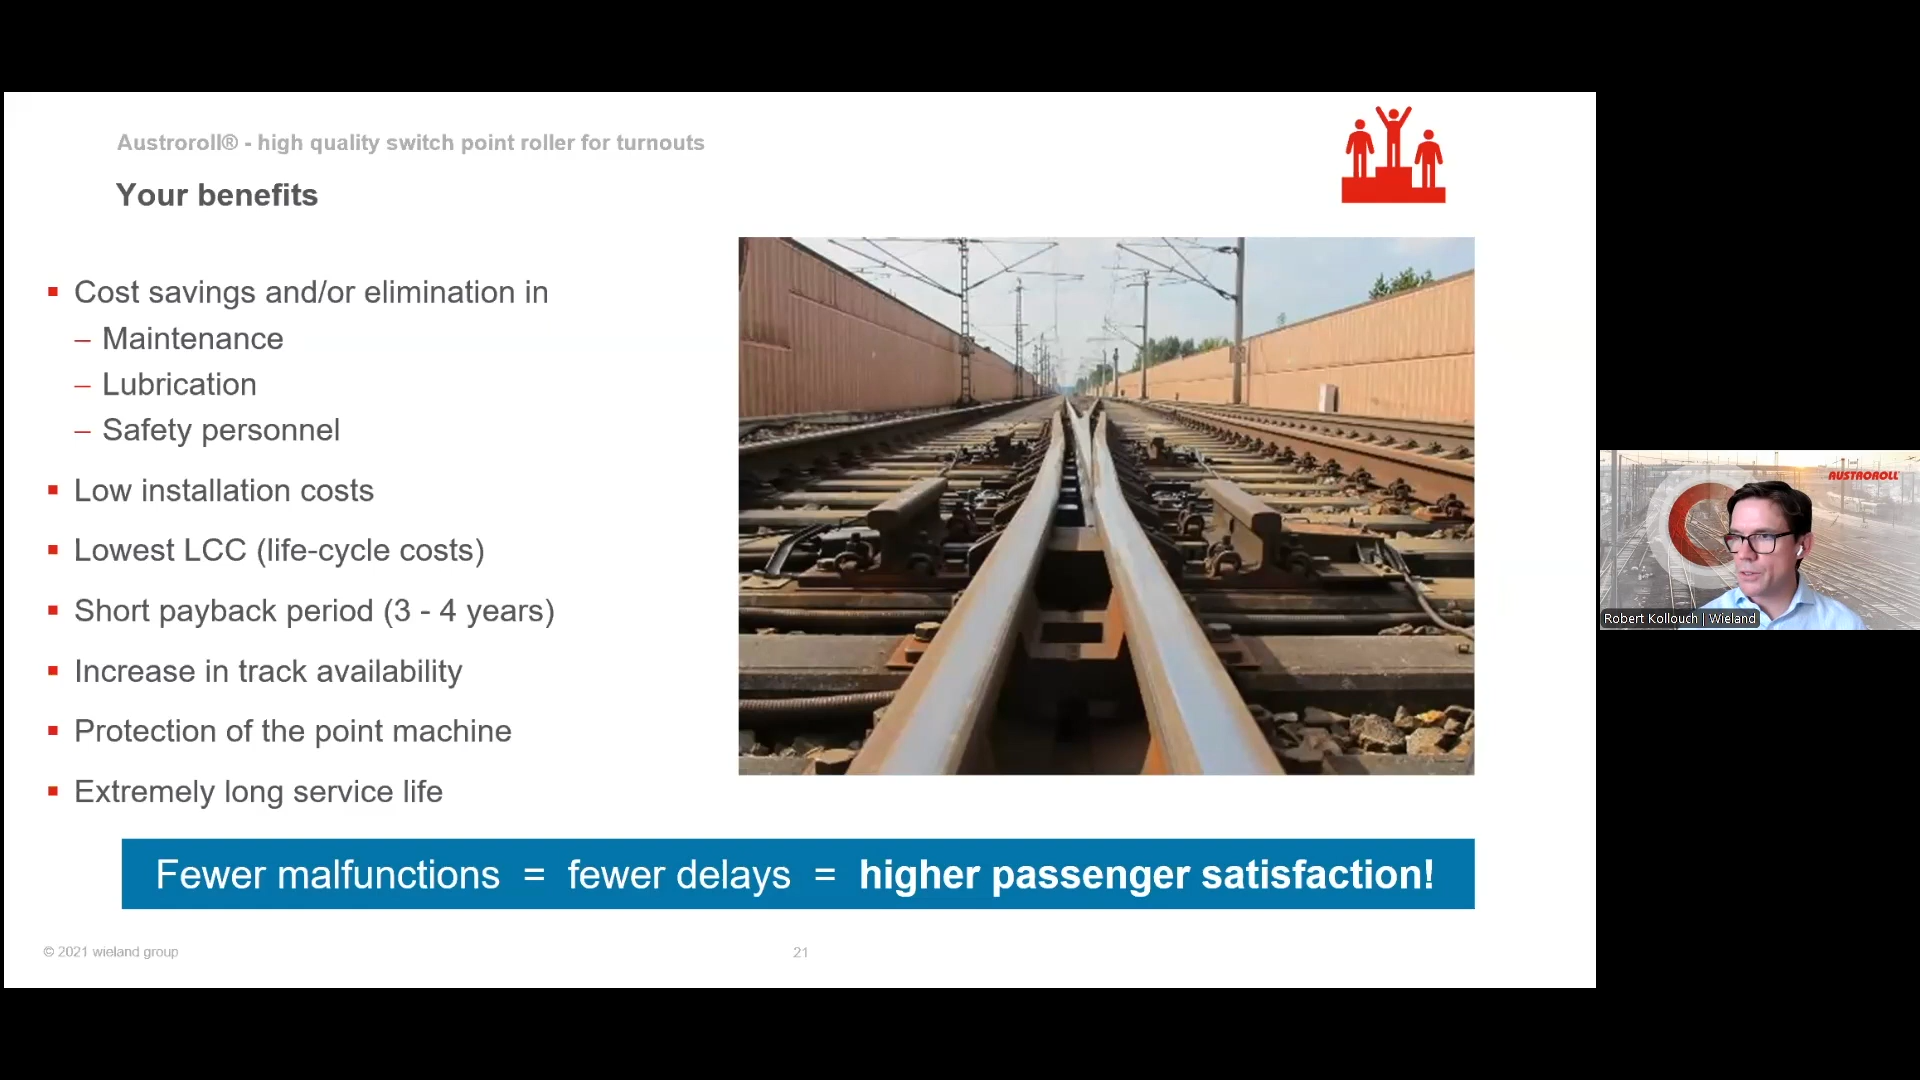 Austroroll® - high quality switch point roller for turnouts
Your benefits
▪ Cost savings and/or elimination in
– Maintenance
– Lubrication
– Safety personnel
▪ Low installation costs
▪ Lowest LCC (life-cycle costs)
▪ Short payback period (3 - 4 years)
▪ Increase in track availability
▪ Protection of the point machine
▪ Extremely long service life
Fewer malfunctions = fewer delays = higher passenger satisfaction!
© 2021 wieland group
21
AUSTROROLL
Robert Kollouch | Wieland